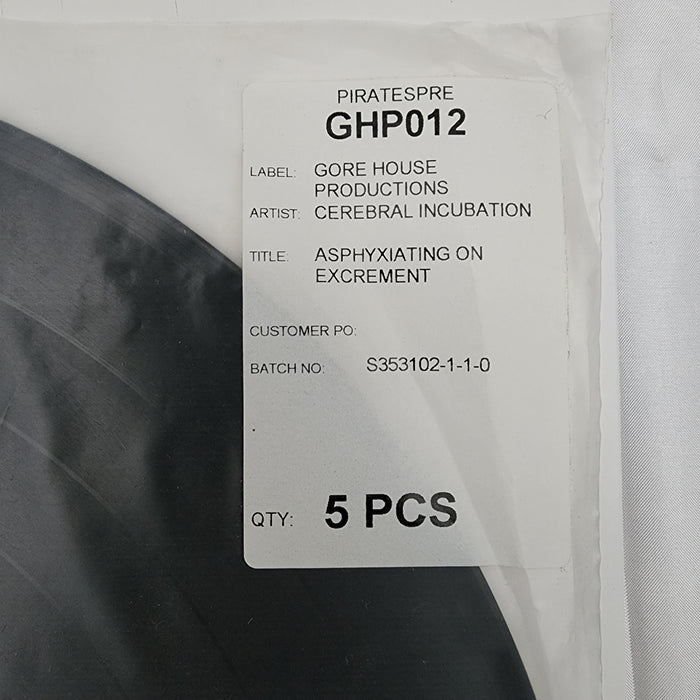 PIRATESPRE
GHP012
LABEL: GORE HOUSE
PRODUCTIONS
ARTIST: CEREBRAL INCUBATION
TITLE: ASPHYXIATING ON
EXCREMENT
CUSTOMER PO:
BATCH NO: S353102-1-1-0
QTY: 5 PCS